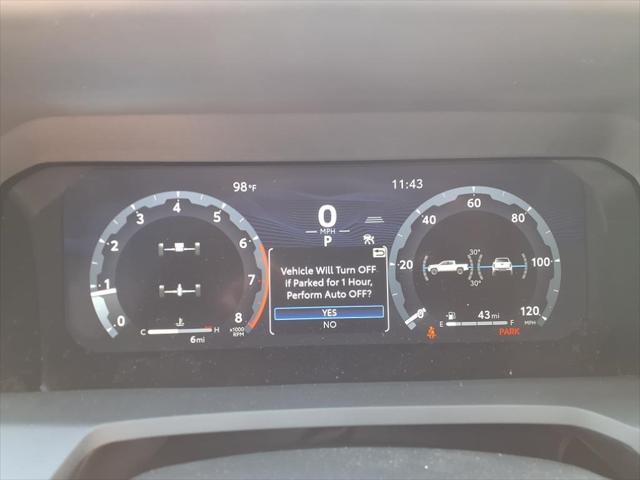 98°F
11:43
0
MPH
P
0
1
2
3
4
5
6
7
8
x1000
RPM
C
H
6mi
Vehicle Will Turn OFF
if Parked for 1 Hour,
Perform Auto OFF?
YES
NO
0
20
40
60
80
100
120
MPH
30°
30°
E
43mi
F
PARK